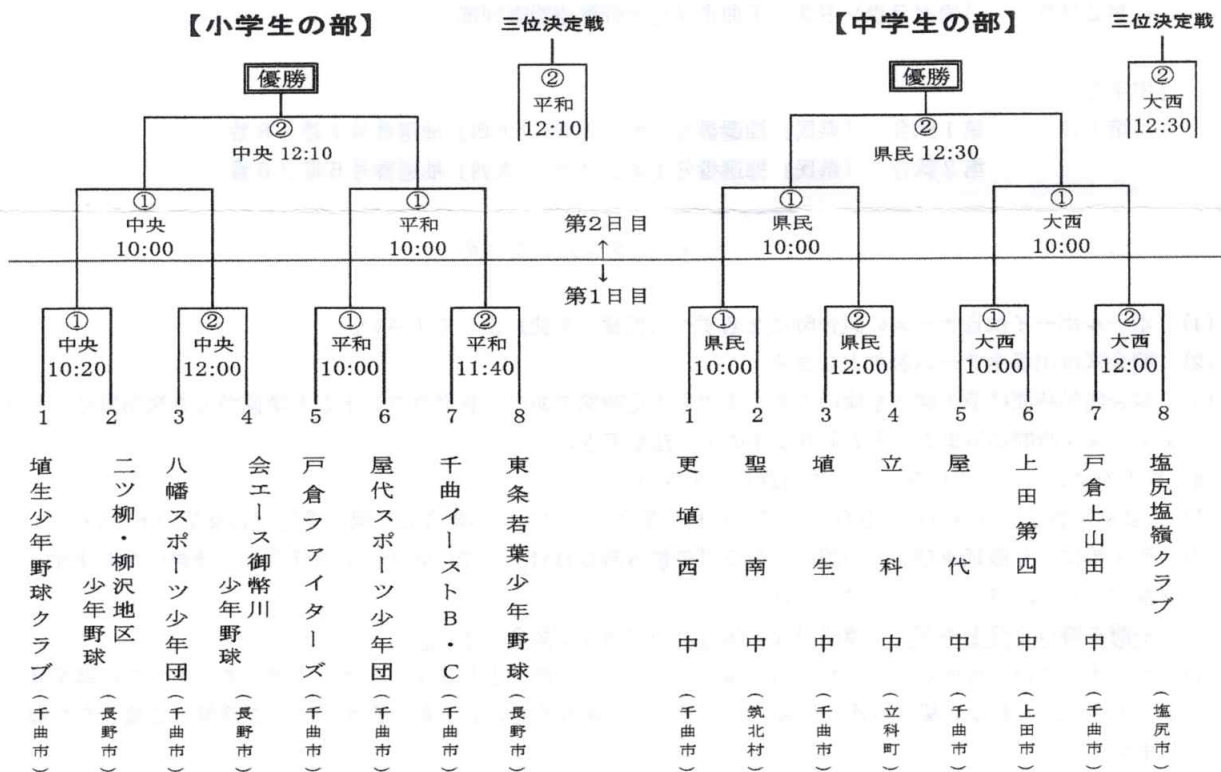 【小学生の部】
三位決定戦
②
平和
12:10
優勝
②
中央 12:10
①
中央
10:00
①
平和
10:00
第2日目
↑
↓
第1日目
①
中央
10:20
②
中央
12:00
①
平和
10:00
②
平和
11:40
1
2
3
4
5
6
7
8
埴生少年野球クラブ(千曲市)
二ツ柳・柳沢地区
少年野球(長野市)
八幡スポーツ少年団(千曲市)
会エース御幣川
少年野球(長野市)
戸倉ファイターズ(千曲市)
屋代スポーツ少年団(千曲市)
千曲イーストB・C(千曲市)
東条若葉少年野球(長野市)
【中学生の部】
三位決定戦
②
大西
12:30
優勝
②
県民 12:30
①
県民
10:00
①
大西
10:00
①
県民
10:00
②
県民
12:00
①
大西
10:00
②
大西
12:00
1
2
3
4
5
6
7
8
更埴西中(千曲市)
聖南中(筑北村)
埴生中(千曲市)
立科中(立科町)
屋代中(千曲市)
上田第四中(上田市)
戸倉上山田中(千曲市)
塩尻塩嶺クラブ(塩尻市)